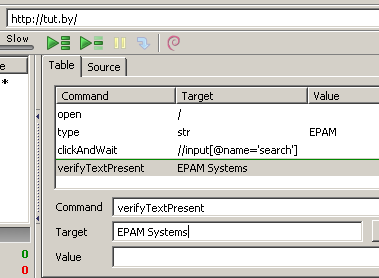 http://tut.by/
Slow
Table Source
e
*
Command Target Value
open /
type str EPAM
clickAndWait //input[@name='search']
verifyTextPresent EPAM Systems
Command verifyTextPresent
Target EPAM Systems
Value
0
0